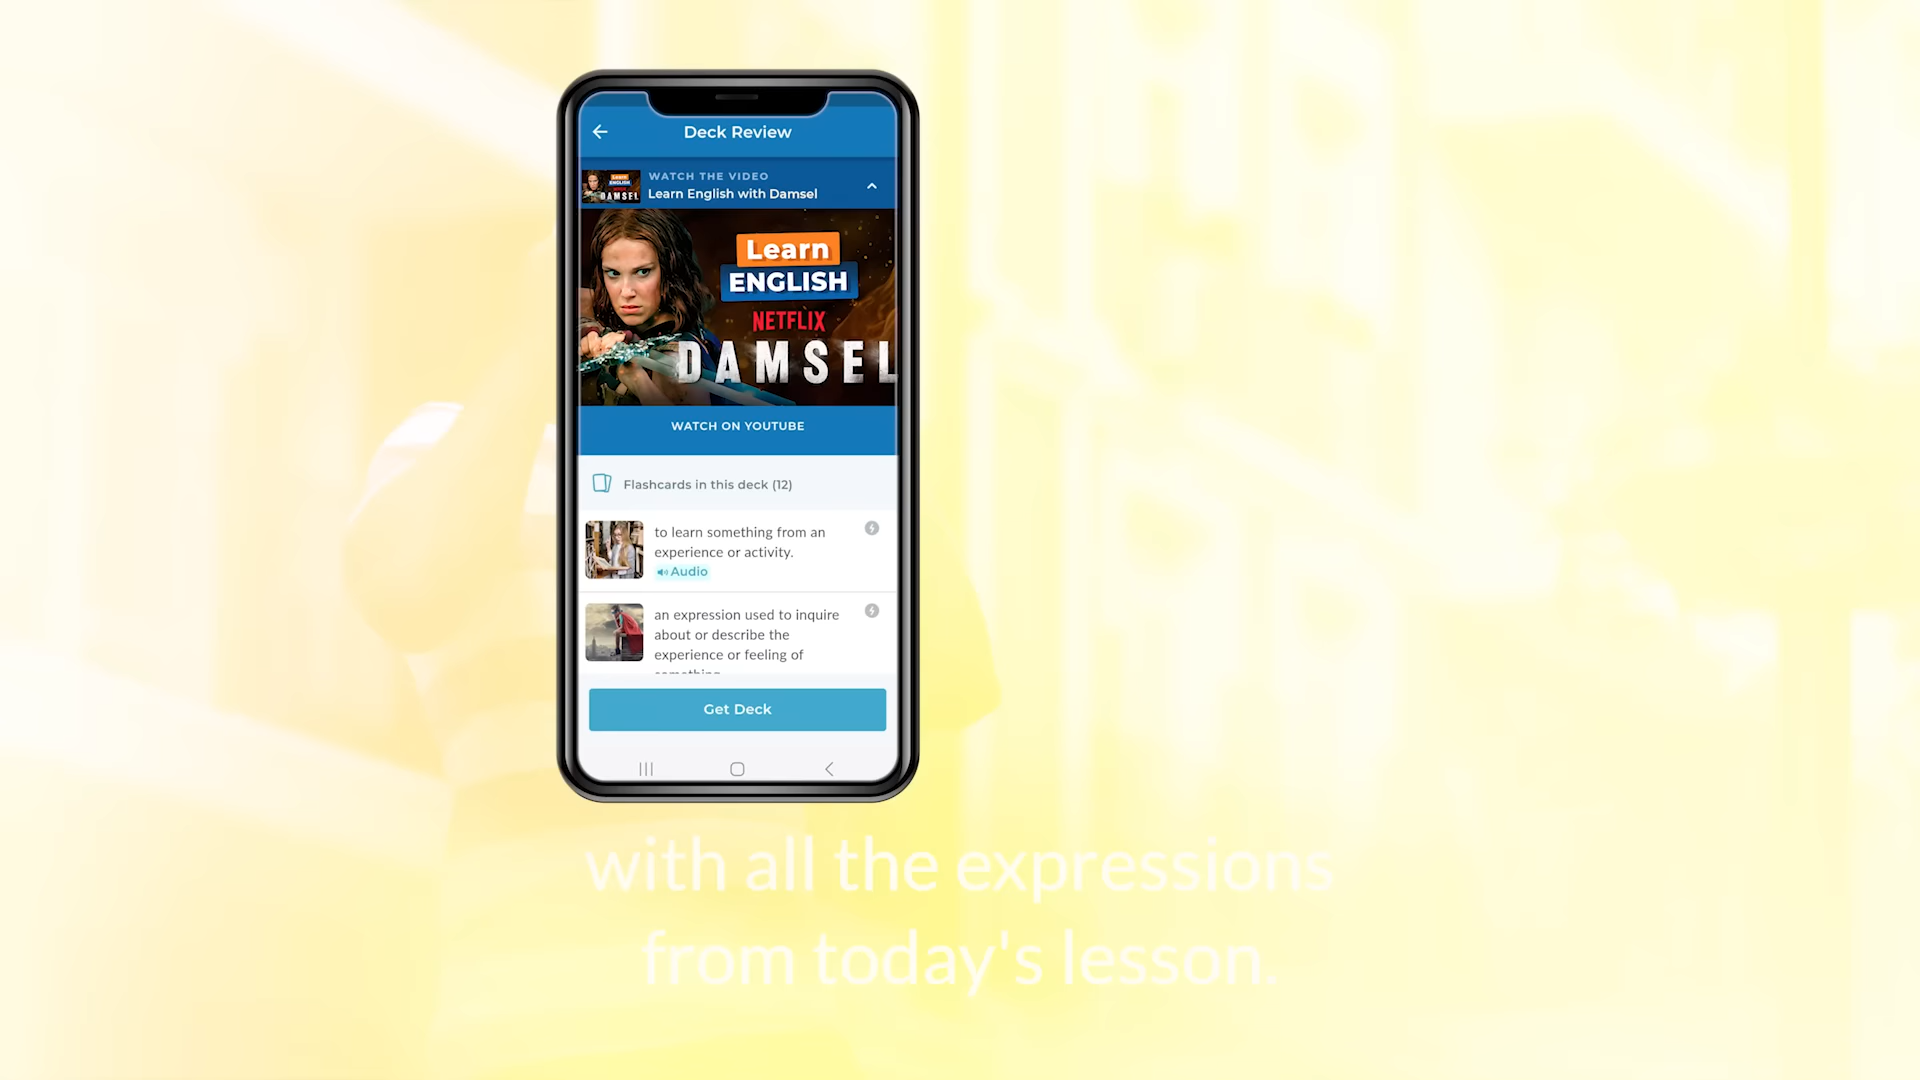 Deck Review
WATCH THE VIDEO
Learn English with Damsel
Learn
ENGLISH
NETFLIX
DAMSEL
WATCH ON YOUTUBE
Flashcards in this deck (12)
to learn something from an
experience or activity.
Audio
an expression used to inquire
about or describe the
experience or feeling of
Get Deck
with all the expressions
from today's lesson.